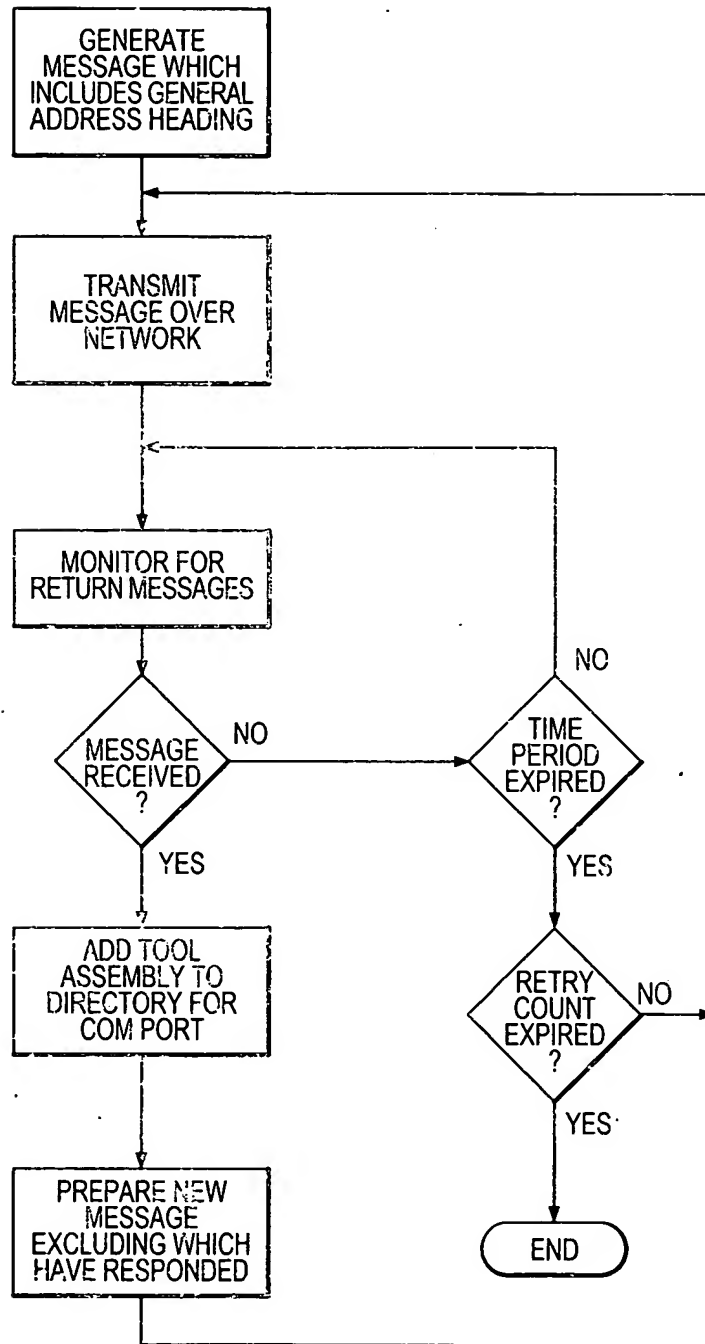 GENERATE
MESSAGE WHICH
INCLUDES GENERAL
ADDRESS HEADING
TRANSMIT
MESSAGE OVER
NETWORK
MONITOR FOR
RETURN MESSAGES
MESSAGE
RECEIVED
?
NO
YES
TIME
PERIOD
EXPIRED
?
NO
YES
ADD TOOL
ASSEMBLY TO
DIRECTORY FOR
COM PORT
RETRY
COUNT
EXPIRED
?
NO
YES
PREPARE NEW
MESSAGE
EXCLUDING WHICH
HAVE RESPONDED
END